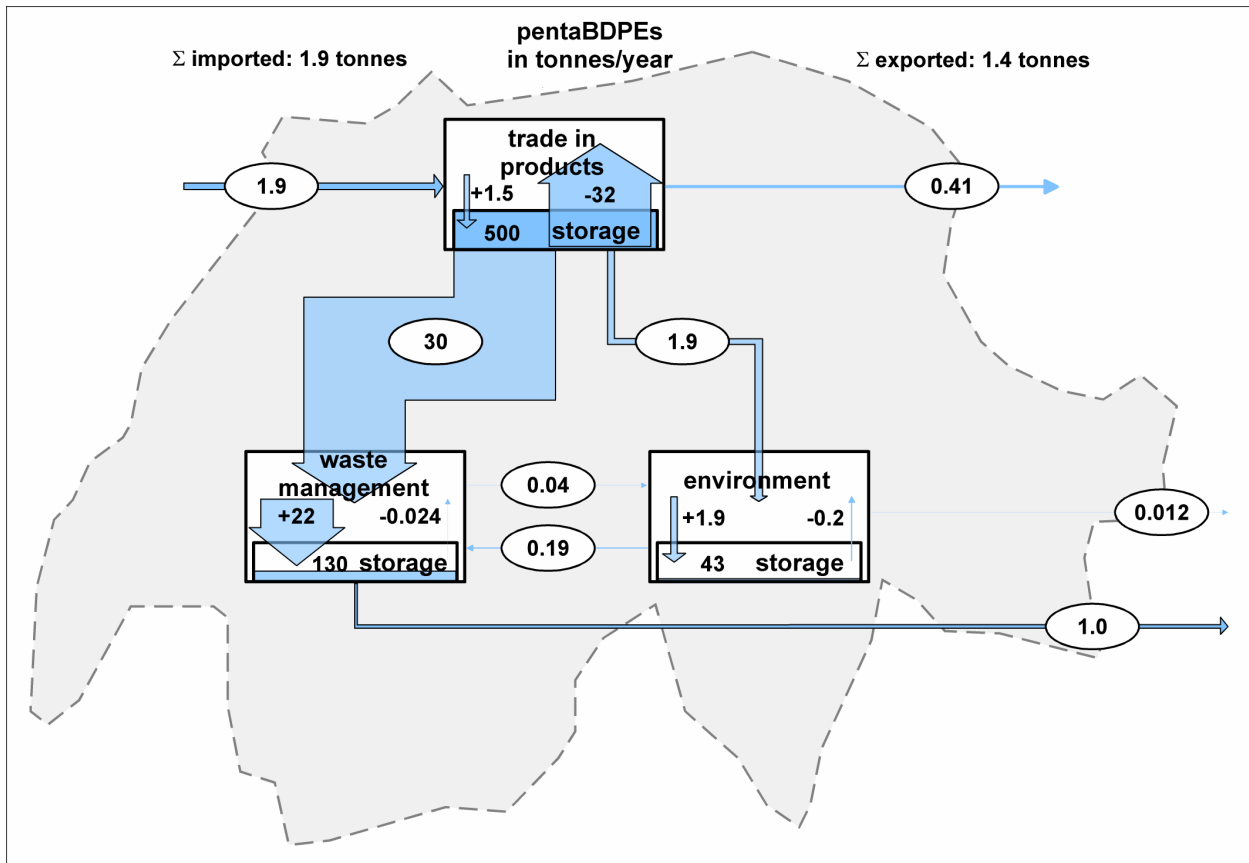 pentaBDPEs
in tonnes/year
Σ imported: 1.9 tonnes
Σ exported: 1.4 tonnes
trade in
products
1.9
+1.5
-32
0.41
500
storage
30
1.9
waste
management
environment
0.04
+22
-0.024
+1.9
-0.2
0.012
0.19
130
storage
43
storage
1.0